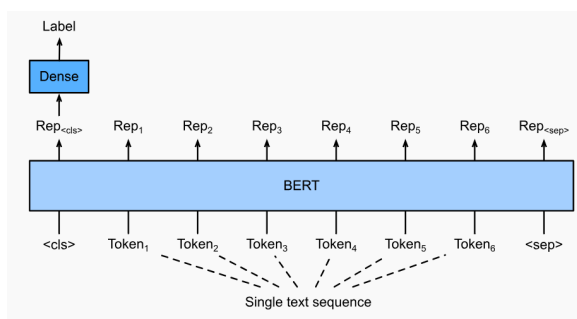 Label
Dense
Rep<cls> Rep1 Rep2 Rep3 Rep4 Rep5 Rep6 Rep<sep>
BERT
<cls> Token1 Token2 Token3 Token4 Token5 Token6 <sep>
Single text sequence